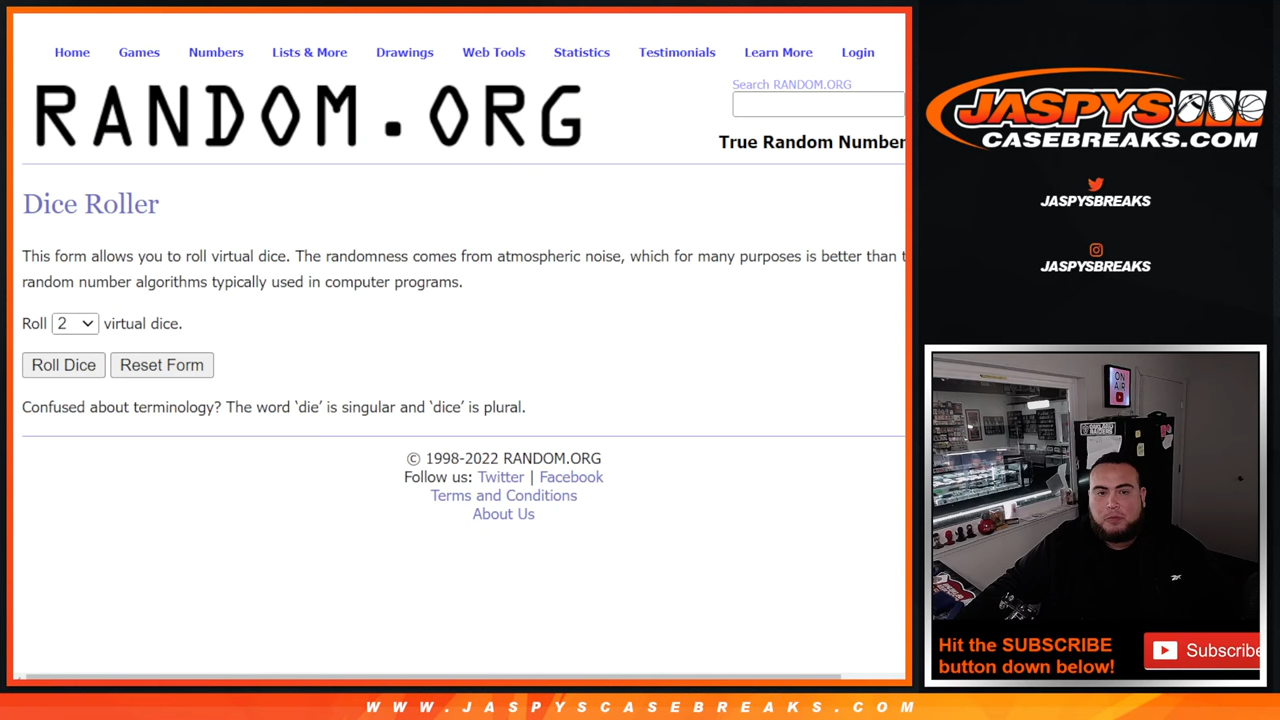 Home Games Numbers Lists & More Drawings Web Tools Statistics Testimonials Learn More Login
RANDOM.ORG
Search RANDOM.ORG
True Random Number
Dice Roller
This form allows you to roll virtual dice. The randomness comes from atmospheric noise, which for many purposes is better than t
random number algorithms typically used in computer programs.
Roll 2 virtual dice.
Roll Dice Reset Form
Confused about terminology? The word ‘die’ is singular and ‘dice’ is plural.
© 1998-2022 RANDOM.ORG
Follow us: Twitter | Facebook
Terms and Conditions
About Us
JASPYS
CASEBREAKS.COM
JASPYSBREAKS
JASPYSBREAKS
ON
AIR
Hit the SUBSCRIBE
button down below!
Subscribe
WWW.JASPYSCASEBREAKS.COM